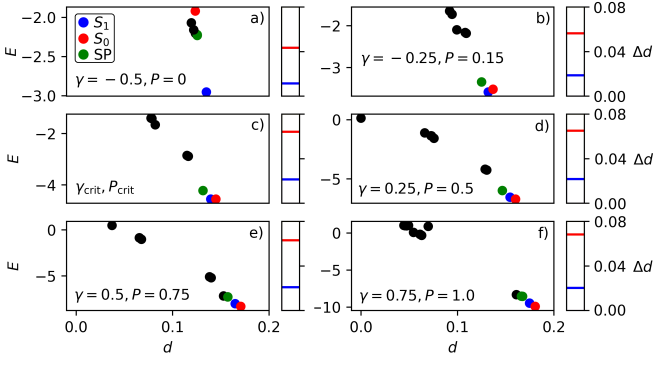 a)
E
−2.0
−2.5
−3.0
S₁
S₀
SP
γ = −0.5, P = 0
b)
−2
−3
γ = −0.25, P = 0.15
0.08
0.04
0.00
Δd
c)
E
−2
−4
γcrit, Pcrit
d)
0
−5
γ = 0.25, P = 0.5
0.08
0.04
0.00
Δd
e)
E
0
−5
γ = 0.5, P = 0.75
0.0
0.1
0.2
d
f)
0
−5
−10
γ = 0.75, P = 1.0
0.0
0.1
0.2
d
0.08
0.04
0.00
Δd